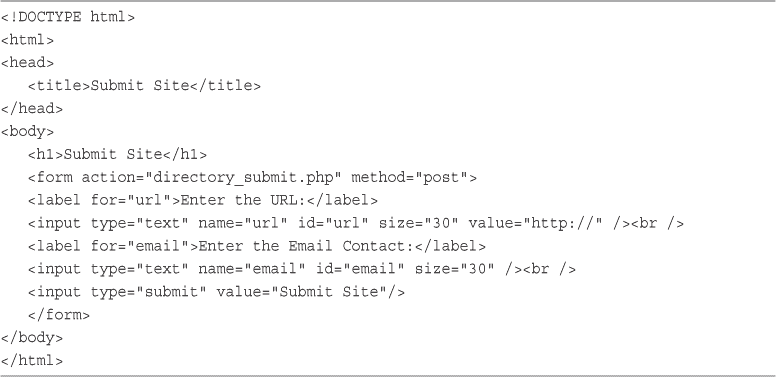 <!DOCTYPE html>
<html>
<head>
<title>Submit Site</title>
</head>
<body>
<h1>Submit Site</h1>
<form action="directory_submit.php" method="post">
<label for="url">Enter the URL:</label>
<input type="text" name="url" id="url" size="30" value="http://" /><br />
<label for="email">Enter the Email Contact:</label>
<input type="text" name="email" id="email" size="30" /><br />
<input type="submit" value="Submit Site"/>
</form>
</body>
</html>